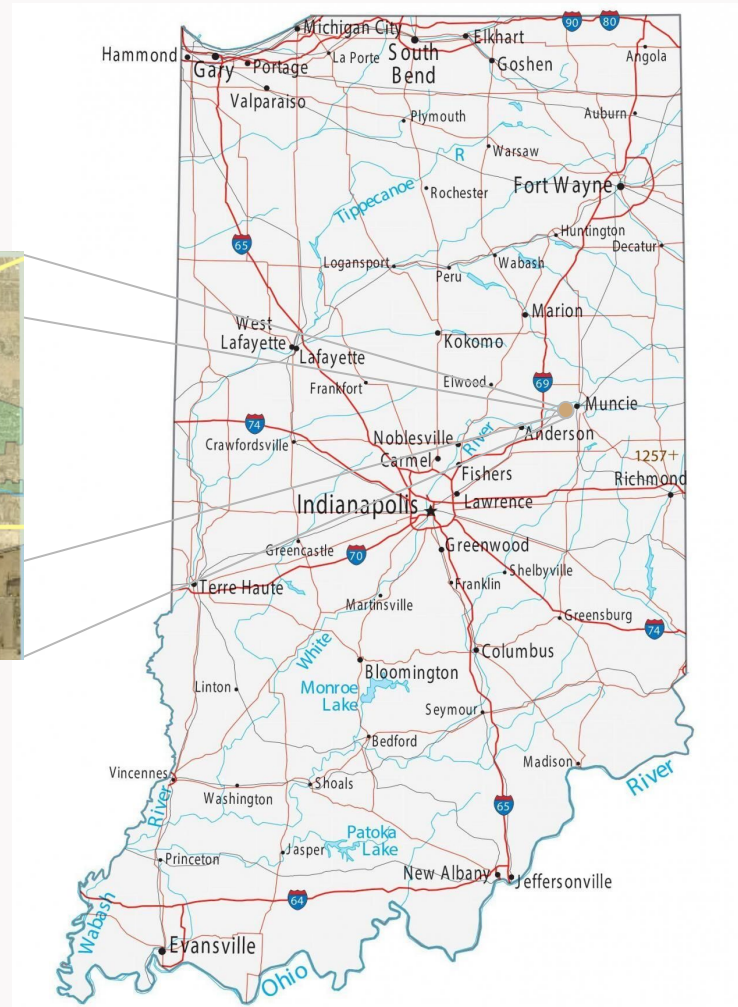 90
80
Michigan City
Elkhart
Hammond
Gary
Portage
La Porte
South
Bend
Goshen
Angola
Valparaiso
Plymouth
Auburn
R
Warsaw
Tippecanoe
Rochester
Fort Wayne
65
Huntington
Decatur
Logansport
Peru
Wabash
Marion
West
Lafayette
Lafayette
Kokomo
Frankfort
Elwood
69
Muncie
74
Crawfordsville
Noblesville
River
Anderson
Carmel
Fishers
1257+
Richmond
Indianapolis
Lawrence
Greencastle
70
Greenwood
Terre Haute
Shelbyville
Franklin
Martinsville
Greensburg
74
White
Columbus
Bloomington
Linton
Monroe
Lake
Seymour
Bedford
Madison
Vincennes
River
Shoals
Washington
River
65
Patoka
Lake
Jasper
Princeton
New Albany
Jeffersonville
64
Wabash
Evansville
Ohio